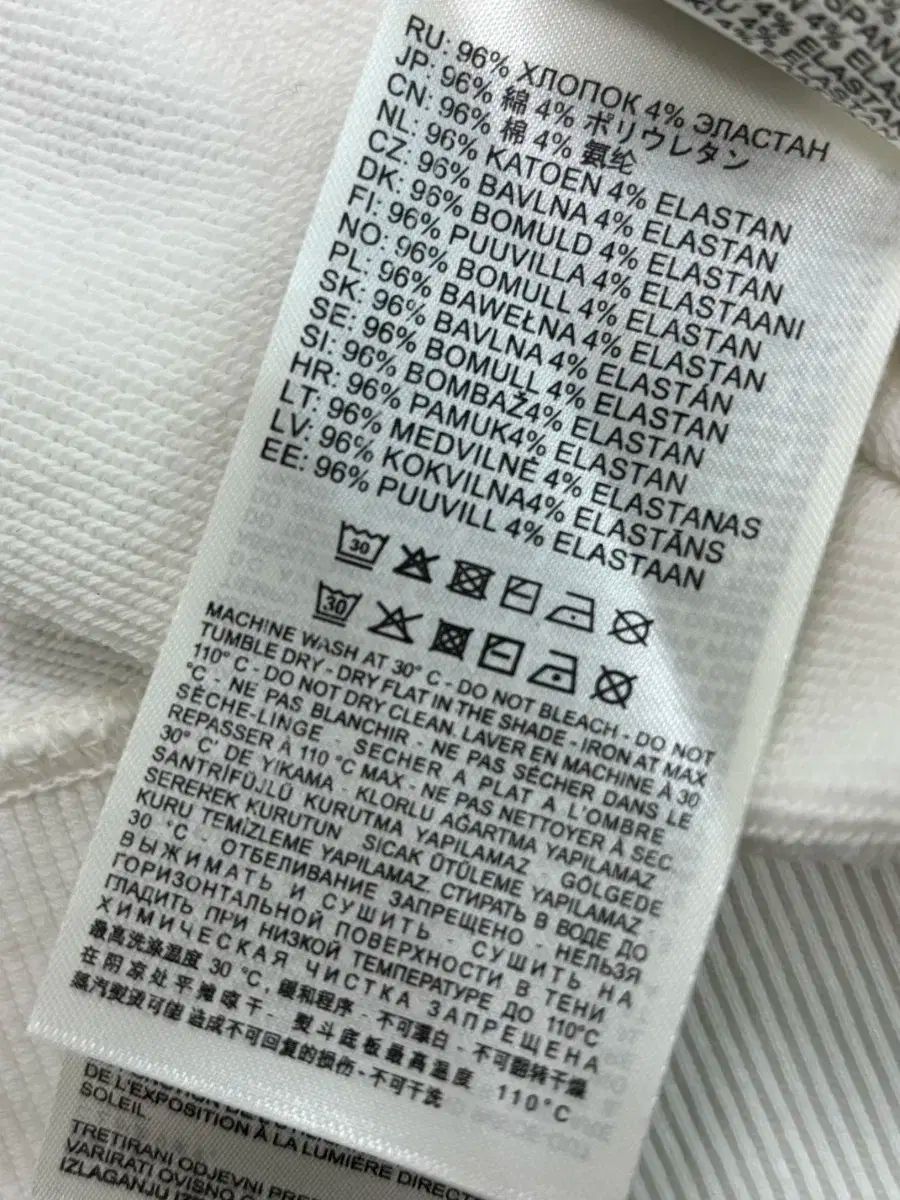 RU: 96% ХЛОПОК 4% ЭЛАСТАН
JP: 96% 綿 4% ポリウレタン
CN: 96% 棉 4% 氨纶
NL: 96% KATOEN 4% ELASTAN
CZ: 96% BAVLNA 4% ELASTAN
DK: 96% BOMULD 4% ELASTAN
FI: 96% PUUVILLA 4% ELASTAANI
NO: 96% BOMULL 4% ELASTAN
PL: 96% BAWEŁNA 4% ELASTAN
SK: 96% BAVLNA 4% ELASTÁN
SE: 96% BOMULL 4% ELASTAN
SI: 96% BOMBAŽ4% ELASTAN
HR: 96% PAMUK4% ELASTAN
LT: 96% MEDVILNĖ 4% ELASTANAS
LV: 96% KOKVILNA4% ELASTĀNS
EE: 96% PUUVILL 4% ELASTAAN
30
30
MACHINE WASH AT 30° C - DO NOT BLEACH - DO NOT
TUMBLE DRY - DRY FLAT IN THE SHADE - IRON AT MAX
110° C - DO NOT DRY CLEAN. LAVER EN MACHINE À 30
°C - NE PAS BLANCHIR - NE PAS SÉCHER DANS LE
SÈCHE-LINGE - SÉCHER À PLAT À L'OMBRE
REPASSER À 110 °C MAX - NE PAS NETTOYER À SEC.
30° C' DE YIKAMA - KLORLU AĞARTMA YAPILAMAZ
SANTRİFÜJLÜ KURUTMA YAPILAMAZ - GÖLGEDE
SEREREK KURUTUN SICAK ÜTÜLEME YAPILAMAZ
KURU TEMİZLEME YAPILAMAZ. СТИРАТЬ В ВОДЕ ДО
30 °C - ОТБЕЛИВАНИЕ ЗАПРЕЩЕНО - НЕЛЬЗЯ
ВЫЖИМАТЬ И СУШИТЬ - СУШИТЬ НА
ГОРИЗОНТАЛЬНОЙ ПОВЕРХНОСТИ В ТЕНИ
ГЛАДИТЬ ПРИ НИЗКОЙ ТЕМПЕРАТУРЕ ДО 110°C
ХИМИЧЕСКАЯ ЧИСТКА ЗАПРЕЩЕНА
最高洗涤温度 30 °C, 缓和程序 - 不可漂白 - 不可翻转干燥
在阴凉处平摊晾干 - 熨斗底板最高温度 110°C
蒸汽熨烫可能造成不可回复的损伤 - 不可干洗
DE L'EXPOSITION À LA LUMIÈRE DIRECT
SOLEIL
TRETIRANI ODJEVNI
VARIRATI OVISNO
IZLAGANJU